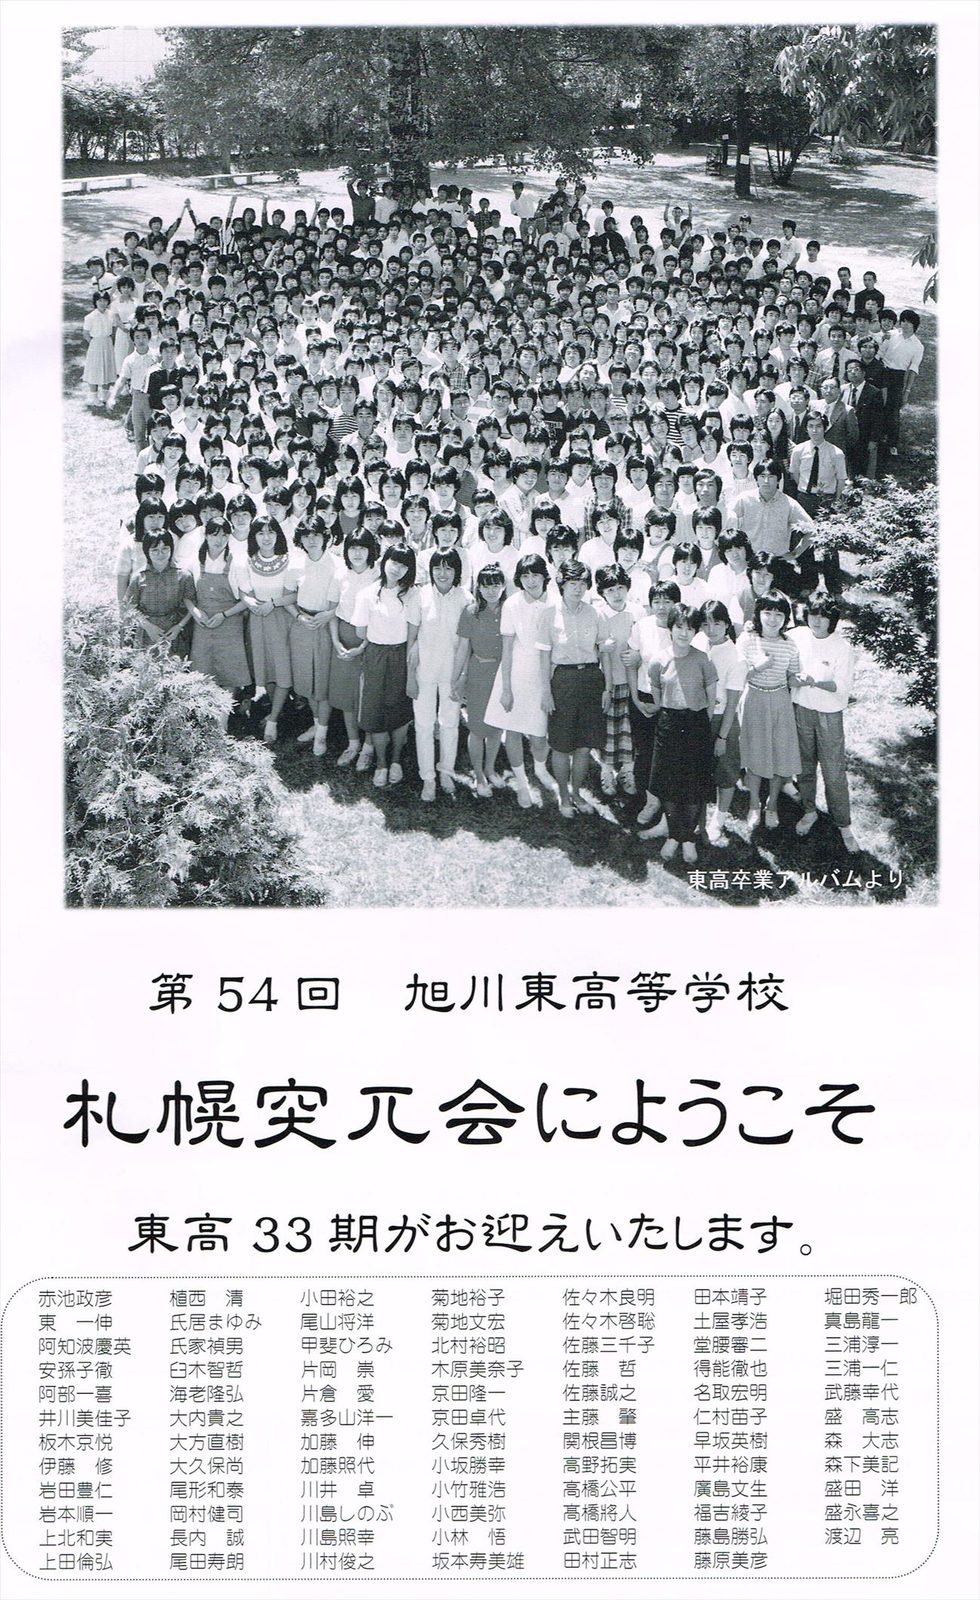 東高卒業アルバムより
第 54 回　旭川東高等学校
札幌突兀会にようこそ
東高 33 期がお迎えいたします。
赤池政彦
東　一伸
阿知波慶英
安孫子徹
阿部一喜
井川美佳子
板木京悦
伊藤　修
岩田豊仁
岩本順一
上北和実
上田倫弘
植西　清
氏居まゆみ
氏家禎男
臼木智哲
海老隆弘
大内貴之
大方直樹
大久保尚
尾形和泰
岡村健司
長内　誠
尾田寿朗
小田裕之
尾山将洋
甲斐ひろみ
片岡　崇
片倉　愛
嘉多山洋一
加藤　伸
加藤照代
川井　卓
川島しのぶ
川島照幸
川村俊之
菊地裕子
菊地文宏
北村裕昭
木原美奈子
京田隆一
京田卓代
久保秀樹
小坂勝幸
小竹雅浩
小西美弥
小林　悟
坂本寿美雄
佐々木良明
佐々木啓聡
佐藤三千子
佐藤　哲
佐藤誠之
主藤　肇
関根昌博
高野拓実
高橋公平
髙橋將人
武田智明
田村正志
田本靖子
土屋孝浩
堂腰審二
得能徹也
名取宏明
仁村苗子
早坂英樹
平井裕康
廣島文生
福吉綾子
藤島勝弘
藤原美彦
堀田秀一郎
真島龍一
三浦淳一
三浦一仁
武藤幸代
盛　高志
森　大志
森下美記
盛田　洋
盛永喜之
渡辺　亮